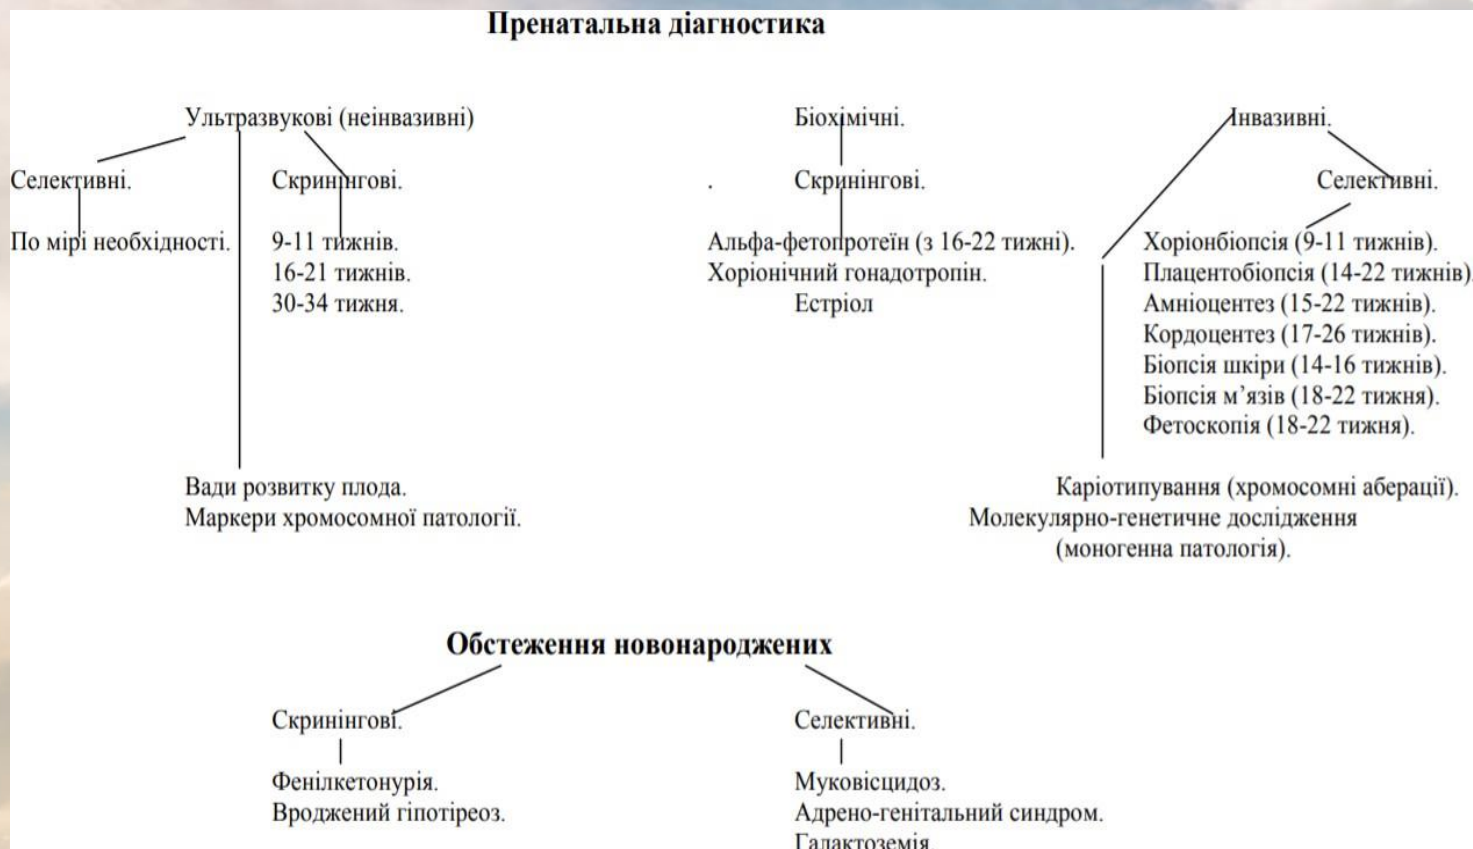 Пренатальна діагностика
Ультразвукові (неінвазивні)
Біохімічні.
Інвазивні.
Селективні.
Скринінгові.
.
Скринінгові.
Селективні.
По мірі необхідності.
9-11 тижнів.
16-21 тижнів.
30-34 тижня.
Альфа-фетопротеїн (з 16-22 тижні).
Хоріонічний гонадотропін.
Естріол
Хоріонбіопсія (9-11 тижнів).
Плацентобіопсія (14-22 тижнів).
Амніоцентез (15-22 тижнів).
Кордоцентез (17-26 тижнів).
Біопсія шкіри (14-16 тижнів).
Біопсія м’язів (18-22 тижня).
Фетоскопія (18-22 тижня).
Вади розвитку плода.
Маркери хромосомної патології.
Каріотипування (хромосомні аберації).
Молекулярно-генетичне дослідження
(моногенна патологія).
Обстеження новонароджених
Скринінгові.
Селективні.
Фенілкетонурія.
Вроджений гіпотіреоз.
Муковісцидоз.
Адрено-генітальний синдром.
Галактоземія.